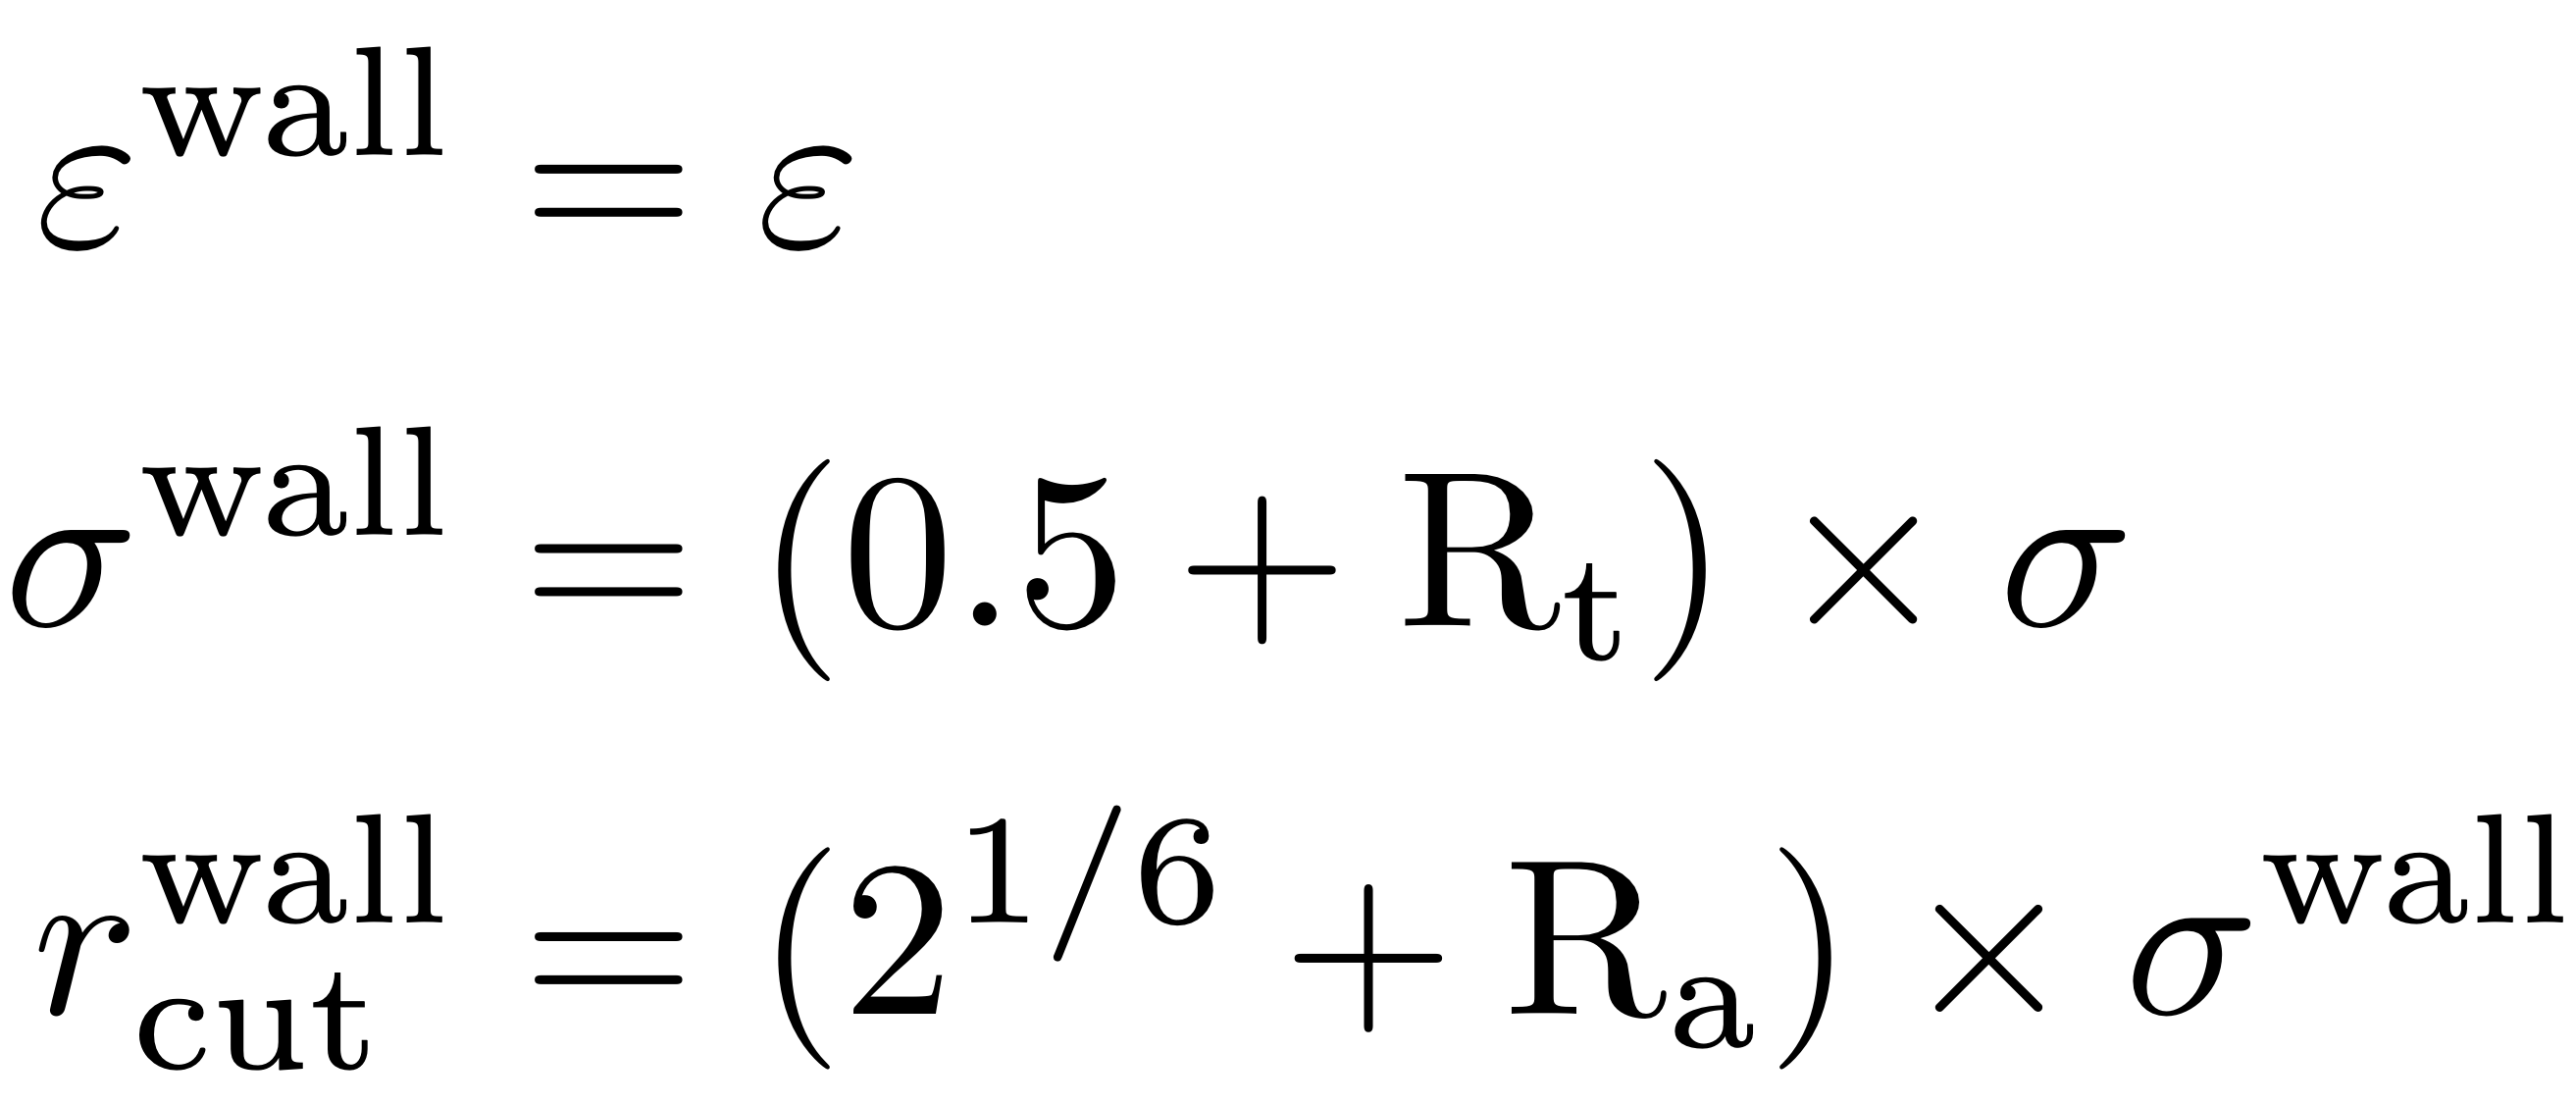 ε^wall = ε
σ^wall = (0.5 + R_t) × σ
r_cut^wall = (2^1/6 + R_a) × σ^wall